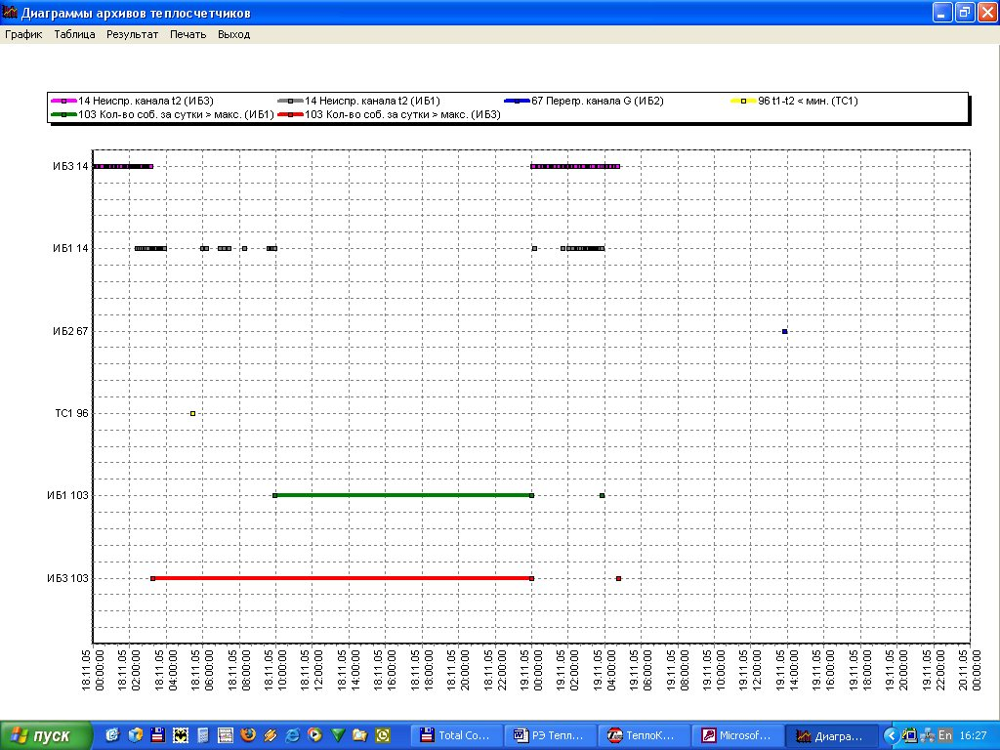 Диаграммы архивов теплосчетчиков
График Таблица Результат Печать Выход
14 Неиспр. канала t2 (ИБ3) 14 Неиспр. канала t2 (ИБ1) 67 Перегр. канала G (ИБ2) 96 t1-t2 < мин. (ТС1)
103 Кол-во соб. за сутки > макс. (ИБ1) 103 Кол-во соб. за сутки > макс. (ИБ3)
ИБ3 14
ИБ1 14
ИБ2 67
ТС1 96
ИБ1 103
ИБ3 103
18.11.05 00:00:00
18.11.05 02:00:00
18.11.05 04:00:00
18.11.05 06:00:00
18.11.05 08:00:00
18.11.05 10:00:00
18.11.05 12:00:00
18.11.05 14:00:00
18.11.05 16:00:00
18.11.05 18:00:00
18.11.05 20:00:00
18.11.05 22:00:00
19.11.05 00:00:00
19.11.05 02:00:00
19.11.05 04:00:00
19.11.05 06:00:00
19.11.05 08:00:00
19.11.05 10:00:00
19.11.05 12:00:00
19.11.05 14:00:00
19.11.05 16:00:00
19.11.05 18:00:00
19.11.05 20:00:00
19.11.05 22:00:00
20.11.05 00:00:00
пуск Total Co... РЭ Тепл... ТеплоК... Microsof... Диагра... En 16:27